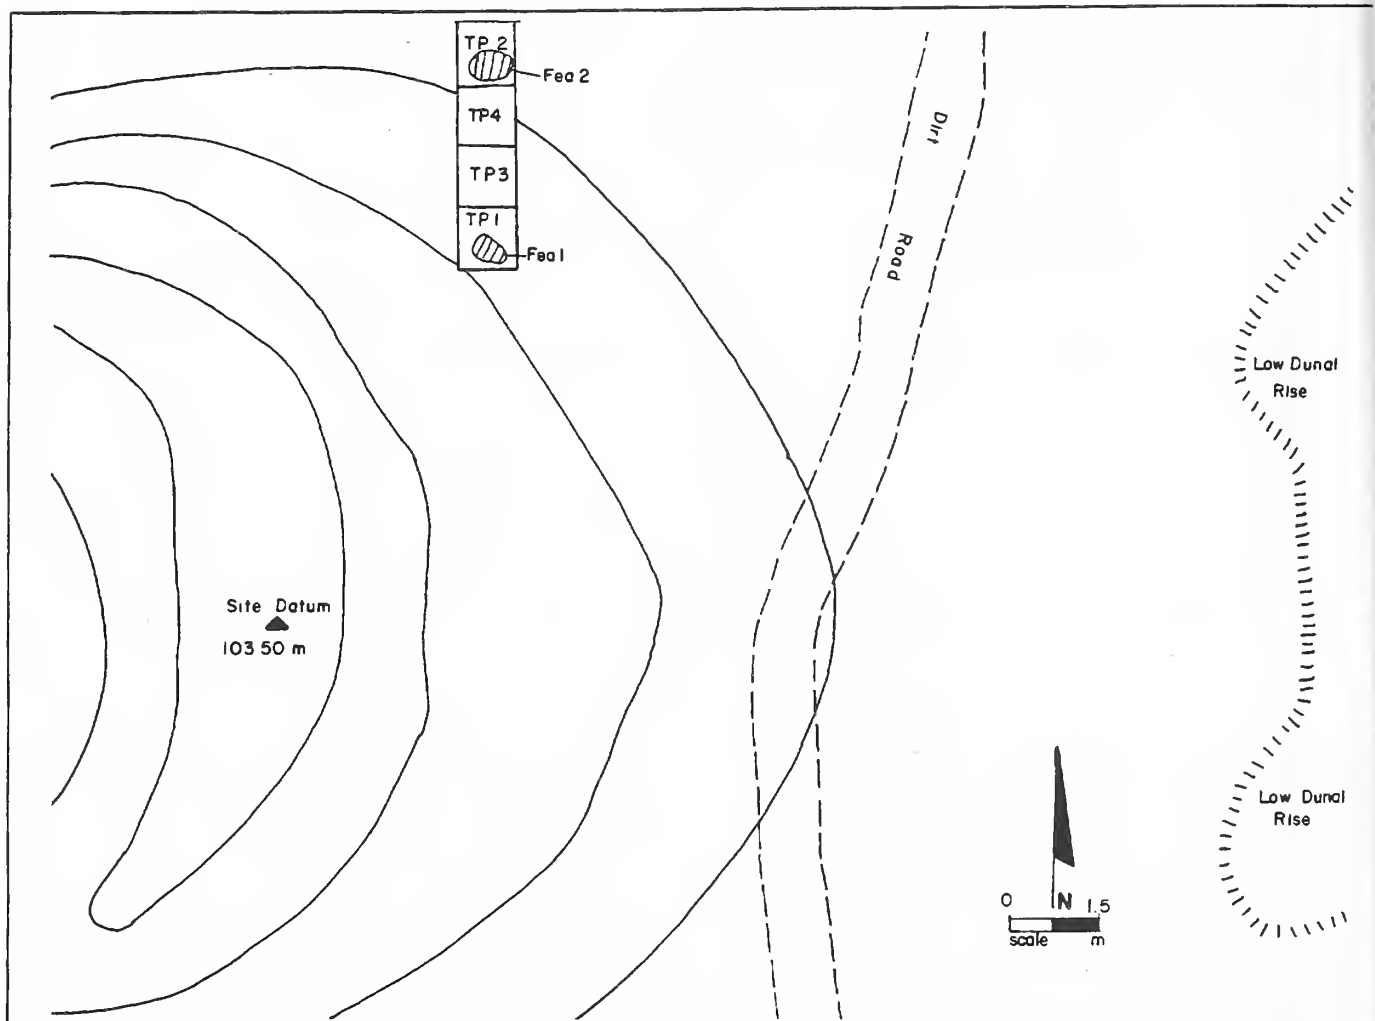 TP 2
Fea 2
TP4
TP3
TP 1
Fea 1
Dirt
Road
Low Dunal
Rise
Site Datum
103 50 m
Low Dunal
Rise
N
0 1.5
scale m